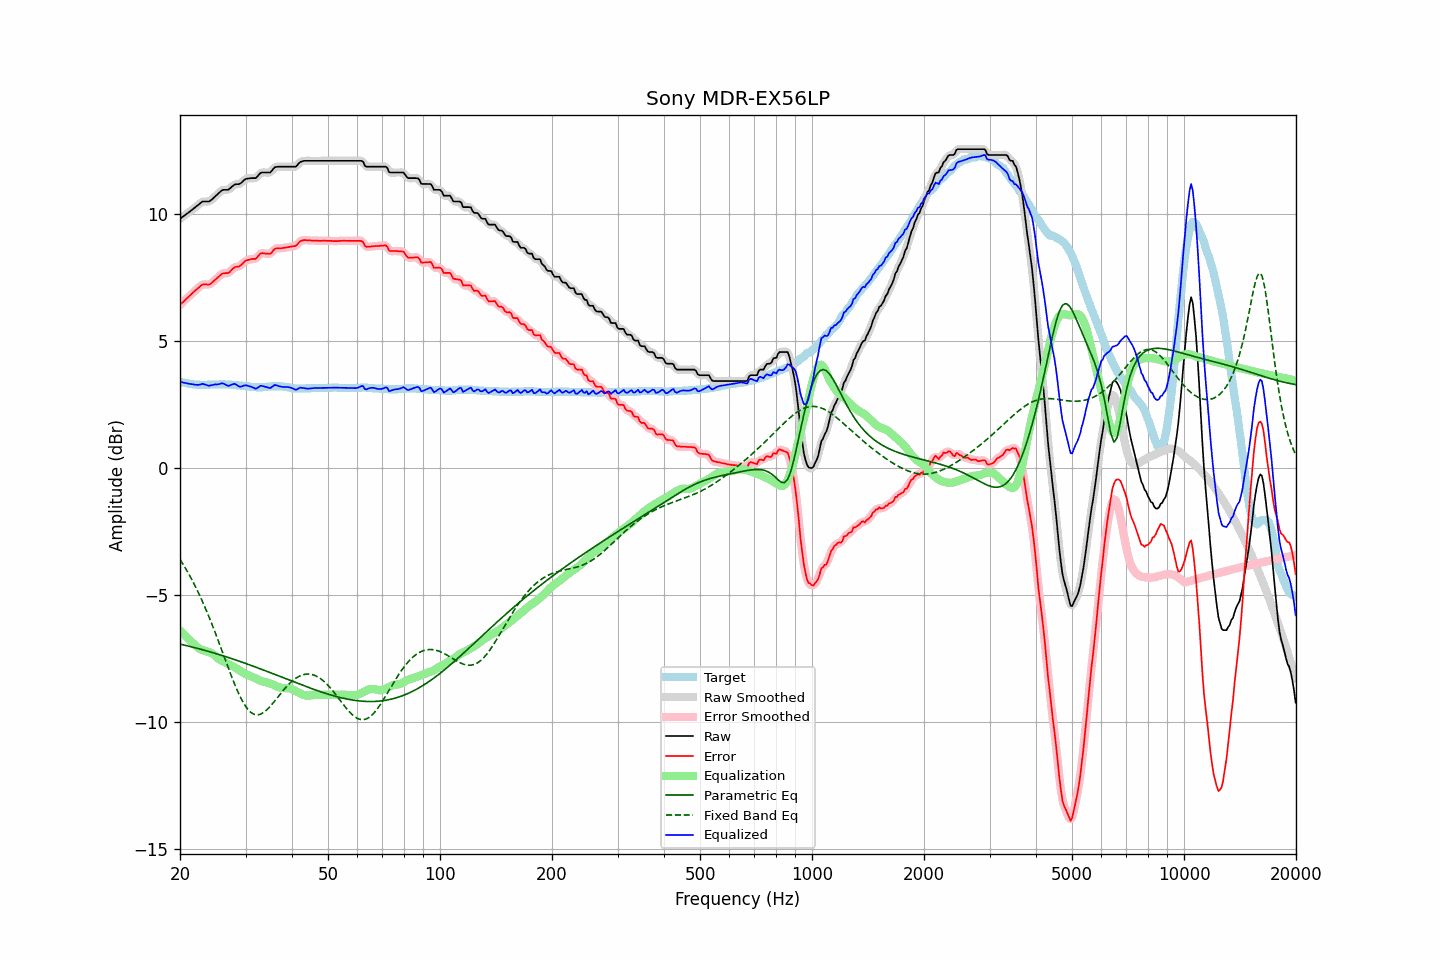 Sony MDR-EX56LP
Amplitude (dBr)
10
5
0
−5
−10
−15
Target
Raw Smoothed
Error Smoothed
Raw
Error
Equalization
Parametric Eq
Fixed Band Eq
Equalized
20
50
100
200
500
1000
2000
5000
10000
20000
Frequency (Hz)